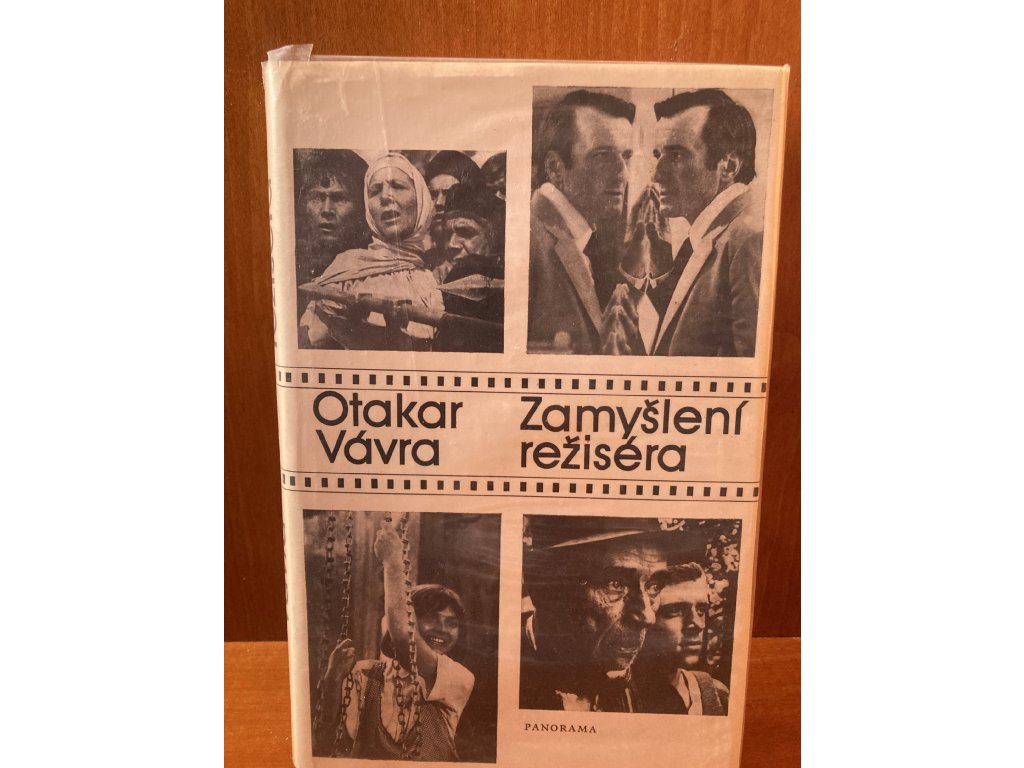 Otakar
Vávra
Zamyšlení
režiséra
PANORAMA